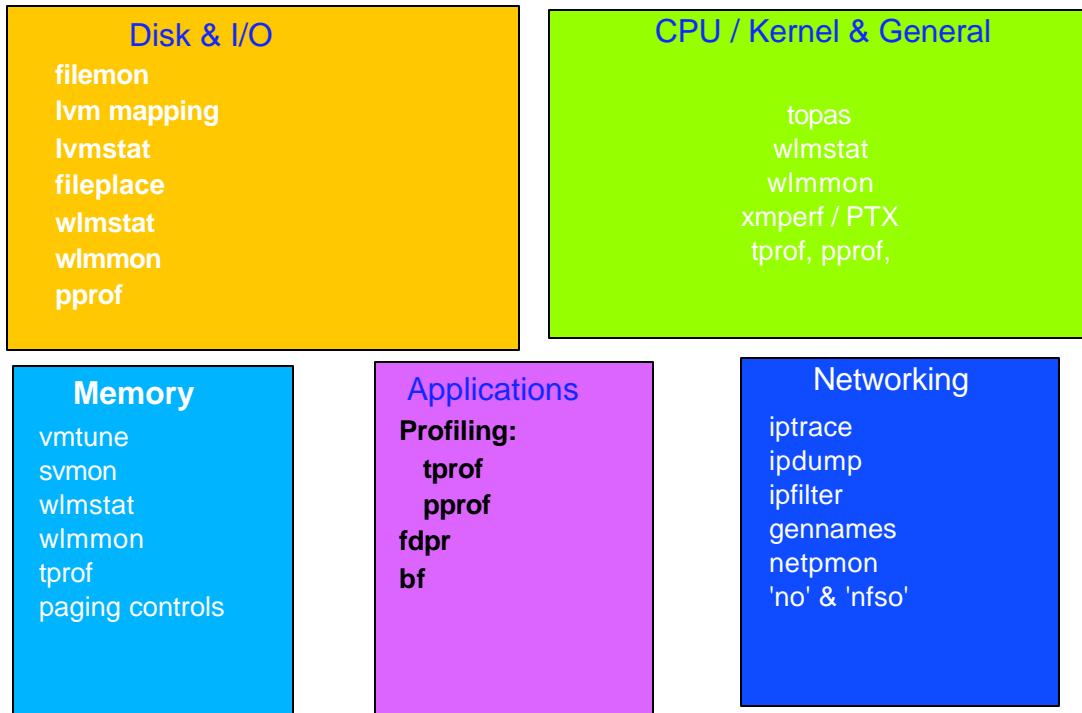 Disk & I/O
filemon
lvm mapping
lvmstat
fileplace
wlmstat
wlmmon
pprof
CPU / Kernel & General
topas
wlmstat
wlmmon
xmperf / PTX
tprof, pprof,
Memory
vmtune
svmon
wlmstat
wlmmon
tprof
paging controls
Applications
Profiling:
tprof
pprof
fdpr
bf
Networking
iptrace
ipdump
ipfilter
gennames
netpmon
'no' & 'nfso'